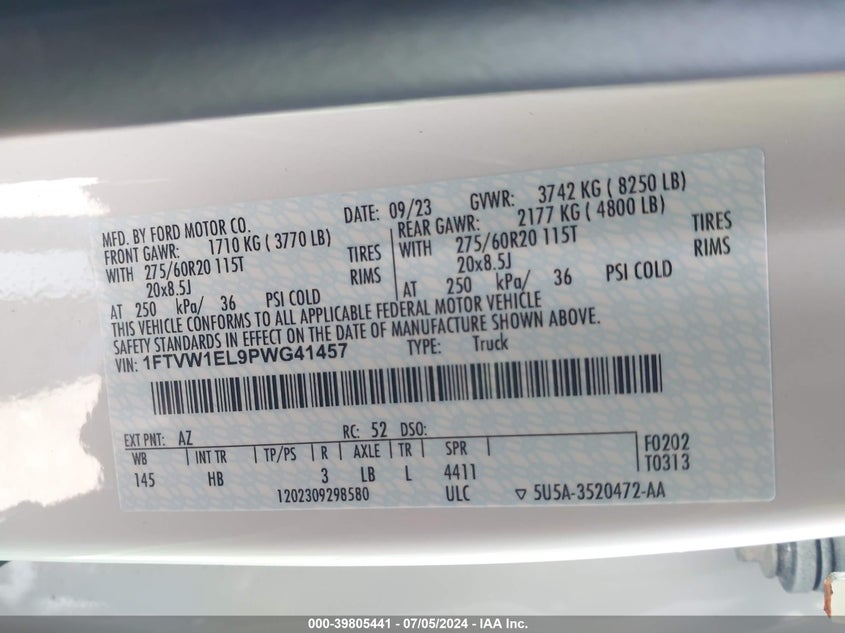 MFD. BY FORD MOTOR CO. DATE: 09/23 GVWR: 3742 KG ( 8250 LB)
FRONT GAWR: 1710 KG ( 3770 LB) REAR GAWR: 2177 KG ( 4800 LB)
WITH 275/60R20 115T TIRES WITH 275/60R20 115T TIRES
20x8.5J RIMS 20x8.5J RIMS
AT 250 kPa/ 36 PSI COLD AT 250 kPa/ 36 PSI COLD
THIS VEHICLE CONFORMS TO ALL APPLICABLE FEDERAL MOTOR VEHICLE
SAFETY STANDARDS IN EFFECT ON THE DATE OF MANUFACTURE SHOWN ABOVE.
VIN: 1FTVW1EL9PWG41457 TYPE: Truck
EXT PNT: AZ RC: 52 DSO:
WB INT TR TP/PS R AXLE TR SPR F0202
145 HB 3 LB L 4411 T0313
1202309298580 ULC ▽ 5U5A-3520472-AA
000-39805441 - 07/05/2024 - IAA Inc.